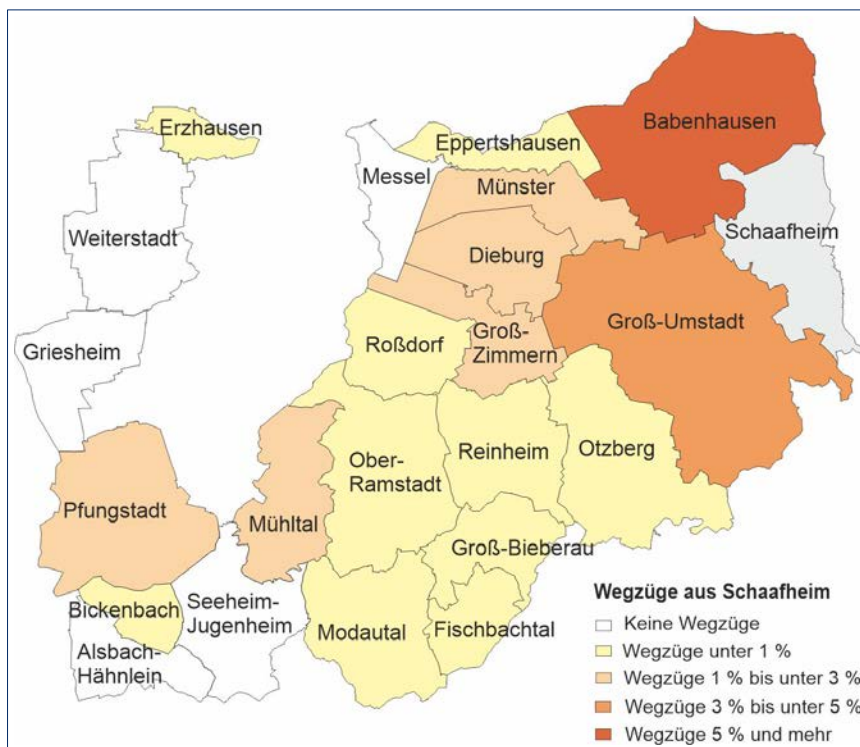 Erzhausen
Babenhausen
Eppertshausen
Messel
Münster
Schaafheim
Weiterstadt
Dieburg
Groß-Umstadt
Griesheim
Roßdorf
Groß-
Zimmern
Ober-
Ramstadt
Reinheim
Otzberg
Pfungstadt
Mühltal
Groß-Bieberau
Bickenbach
Seeheim-
Jugenheim
Alsbach-
Hähnlein
Modautal
Fischbachtal
Wegzüge aus Schaafheim
Keine Wegzüge
Wegzüge unter 1 %
Wegzüge 1 % bis unter 3 %
Wegzüge 3 % bis unter 5 %
Wegzüge 5 % und mehr